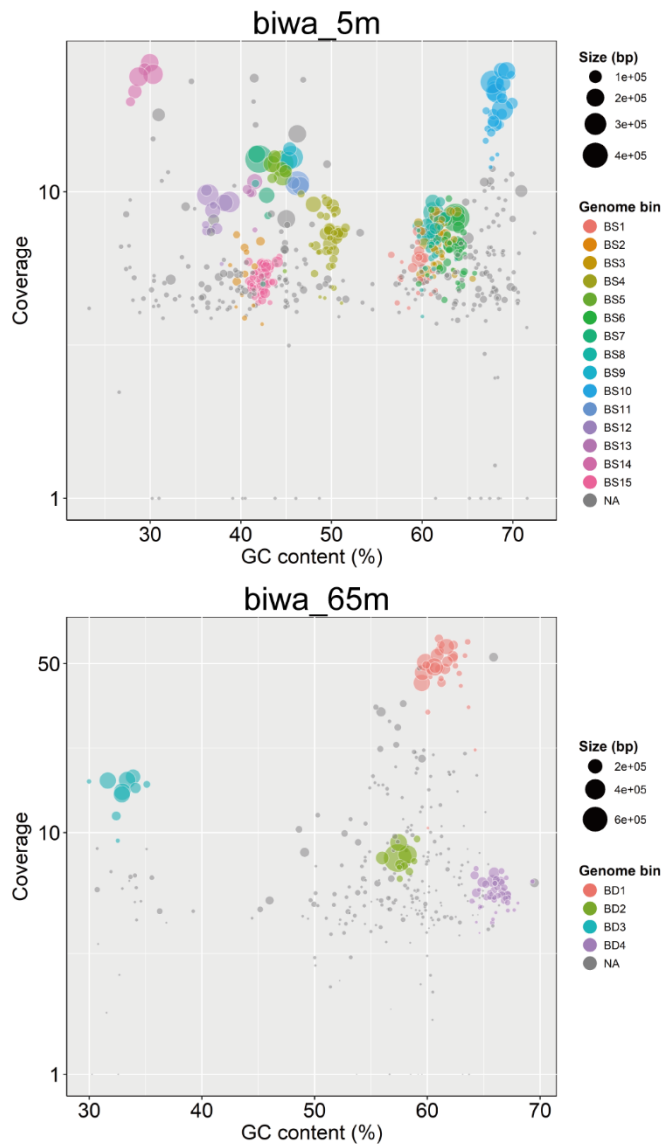 biwa_5m
Coverage
10
1
30 40 50 60 70
GC content (%)
Size (bp)
1e+05
2e+05
3e+05
4e+05
Genome bin
BS1
BS2
BS3
BS4
BS5
BS6
BS7
BS8
BS9
BS10
BS11
BS12
BS13
BS14
BS15
NA
biwa_65m
Coverage
50
10
1
30 40 50 60 70
GC content (%)
Size (bp)
2e+05
4e+05
6e+05
Genome bin
BD1
BD2
BD3
BD4
NA